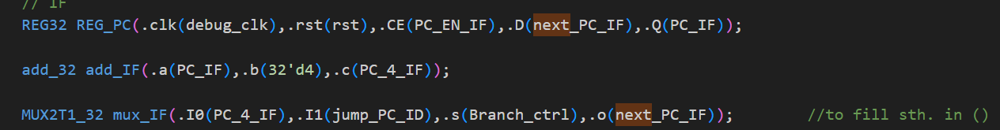 // IF
REG32 REG_PC(.clk(debug_clk),.rst(rst),.CE(PC_EN_IF),.D(next_PC_IF),.Q(PC_IF));
add_32 add_IF(.a(PC_IF),.b(32'd4),.c(PC_4_IF));
MUX2T1_32 mux_IF(.I0(PC_4_IF),.I1(jump_PC_ID),.s(Branch_ctrl),.o(next_PC_IF));          //to fill sth. in ()